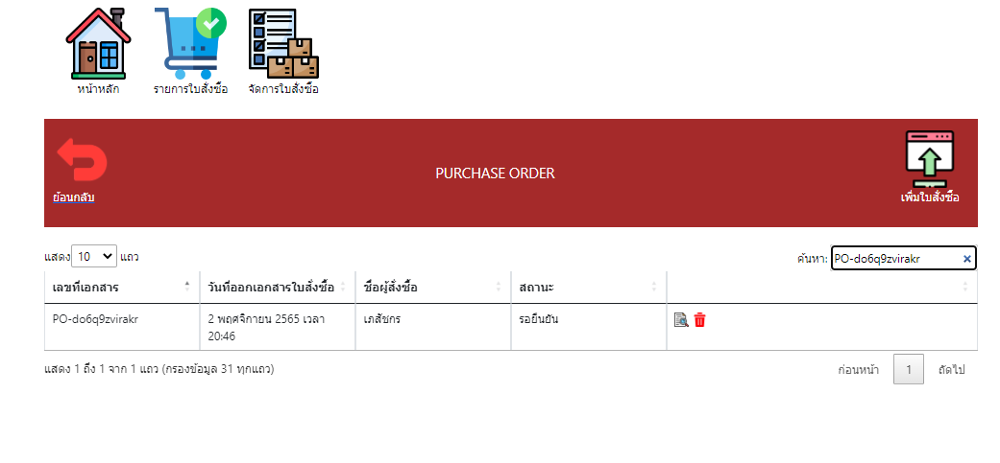 หน้าหลัก
รายการใบสั่งซื้อ
จัดการใบสั่งซื้อ
ย้อนกลับ
PURCHASE ORDER
เพิ่มใบสั่งซื้อ
แสดง 10 แถว
ค้นหา: PO-do6q9zvirakr
เลขที่เอกสาร วันที่ออกเอกสารใบสั่งซื้อ ชื่อผู้สั่งซื้อ สถานะ
PO-do6q9zvirakr 2 พฤศจิกายน 2565 เวลา เภสัชกร รอยืนยัน
20:46
แสดง 1 ถึง 1 จาก 1 แถว (กรองข้อมูล 31 ทุกแถว)
ก่อนหน้า 1 ถัดไป